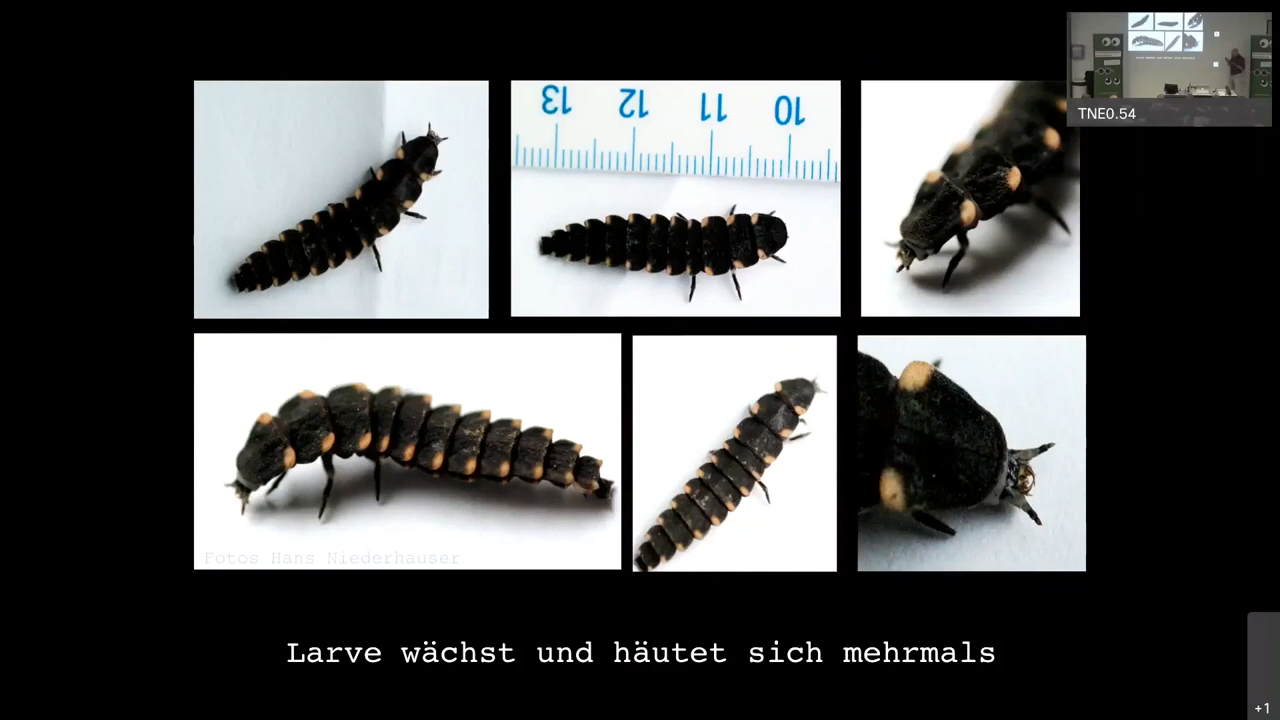 13 12 11 10
TNE0.54
Fotos Hans Niederhauser
Larve wächst und häutet sich mehrmals
+1